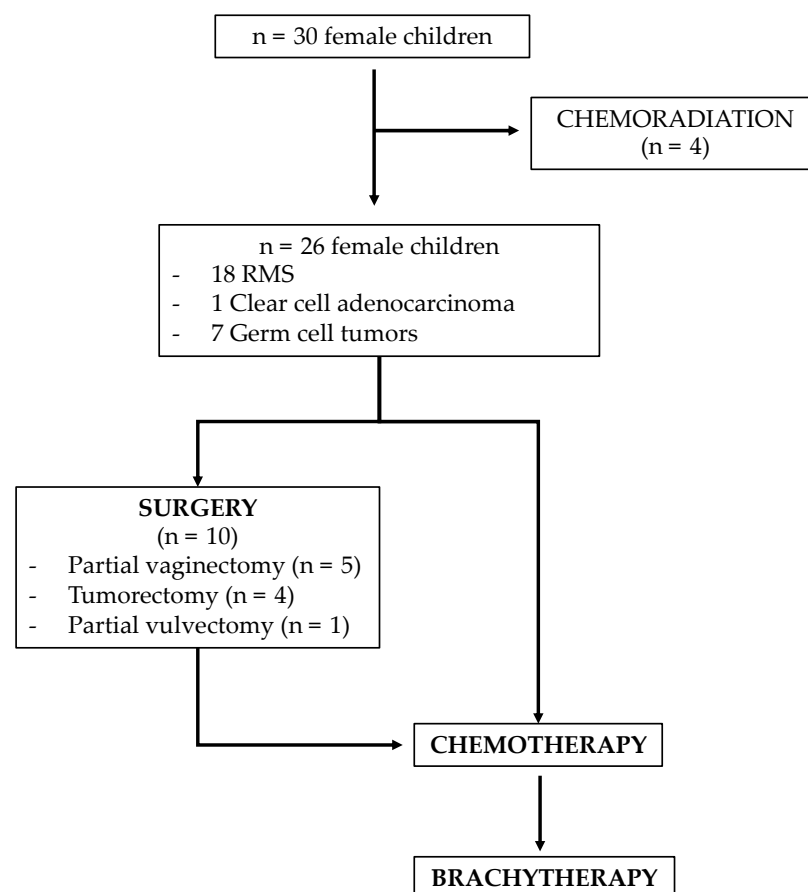 n = 30 female children
CHEMORADIATION
(n = 4)
n = 26 female children
- 18 RMS
- 1 Clear cell adenocarcinoma
- 7 Germ cell tumors
SURGERY
(n = 10)
- Partial vaginectomy (n = 5)
- Tumorectomy (n = 4)
- Partial vulvectomy (n = 1)
CHEMOTHERAPY
BRACHYTHERAPY